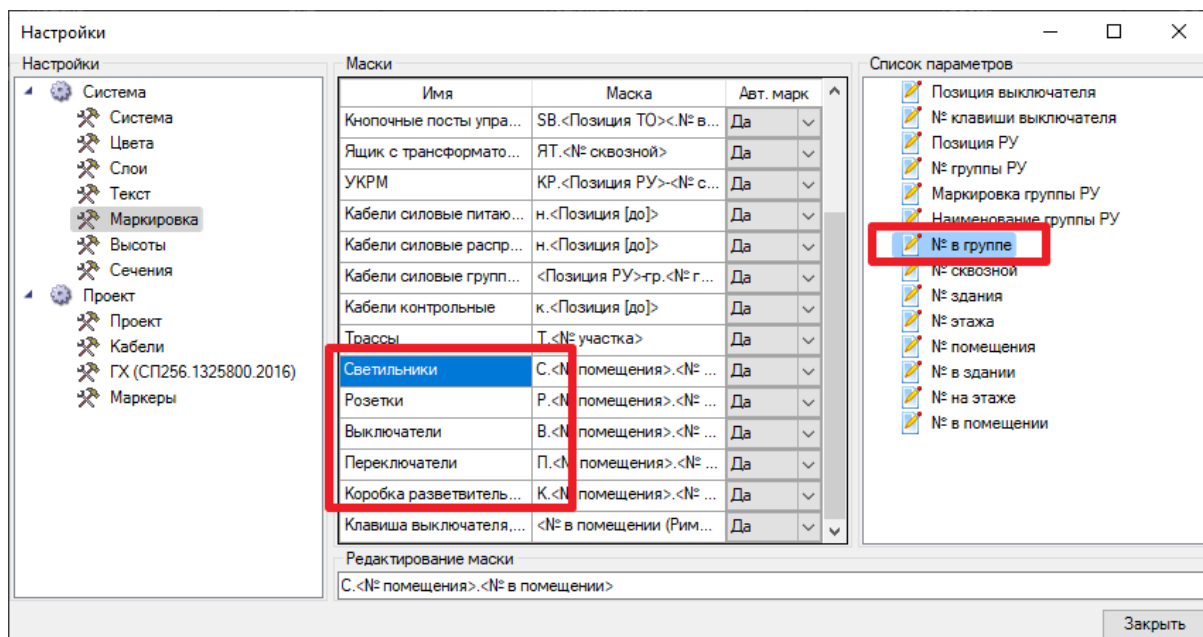 Настройки
Настройки
Система
Система
Цвета
Слои
Текст
Маркировка
Высоты
Сечения
Проект
Проект
Кабели
ГХ (СП256.1325800.2016)
Маркеры
Маски
Имя Маска Авт. марк
Кнопочные посты упра... SB.<Позиция ТО><.№ в... Да
Ящик с трансформато... ЯТ.<№ сквозной> Да
УКРМ КР.<Позиция РУ>-<№ с... Да
Кабели силовые питаю... н.<Позиция [до]> Да
Кабели силовые распр... н.<Позиция [до]> Да
Кабели силовые групп... <Позиция РУ>-гр.<№ г... Да
Кабели контрольные к.<Позиция [до]> Да
Трассы Т.<№ участка> Да
Светильники С.<№ помещения>.<№ ... Да
Розетки Р.<№ помещения>.<№ ... Да
Выключатели В.<№ помещения>.<№ ... Да
Переключатели П.<№ помещения>.<№ ... Да
Коробка разветвитель... К.<№ помещения>.<№ ... Да
Клавиша выключателя,... <№ в помещении (Рим... Да
Редактирование маски
С.<№ помещения>.<№ в помещении>
Список параметров
Позиция выключателя
№ клавиши выключателя
Позиция РУ
№ группы РУ
Маркировка группы РУ
Наименование группы РУ
№ в группе
№ сквозной
№ здания
№ этажа
№ помещения
№ в здании
№ на этаже
№ в помещении
Закрыть